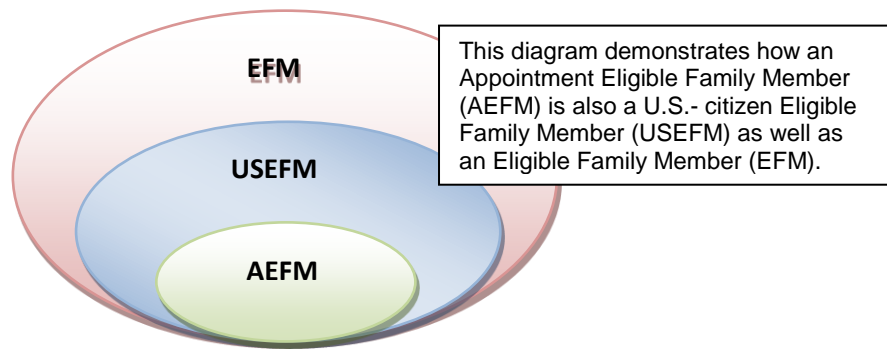 EFM
This diagram demonstrates how an
Appointment Eligible Family Member
(AEFM) is also a U.S.- citizen Eligible
Family Member (USEFM) as well as
an Eligible Family Member (EFM).
USEFM
AEFM